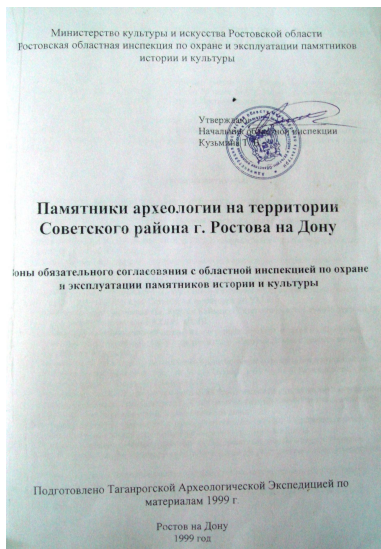 Министерство культуры и искусства Ростовской области
Ростовская областная инспекция по охране и эксплуатации памятников
истории и культуры
Утверждаю
Начальник областной инспекции
Кузьмина
Памятники археологии на территории
Советского района г. Ростова на Дону
Зоны обязательного согласования с областной инспекцией по охране
и эксплуатации памятников истории и культуры
Подготовлено Таганрогской Археологической Экспедицией по
материалам 1999 г
Ростов на Дону
1999 год